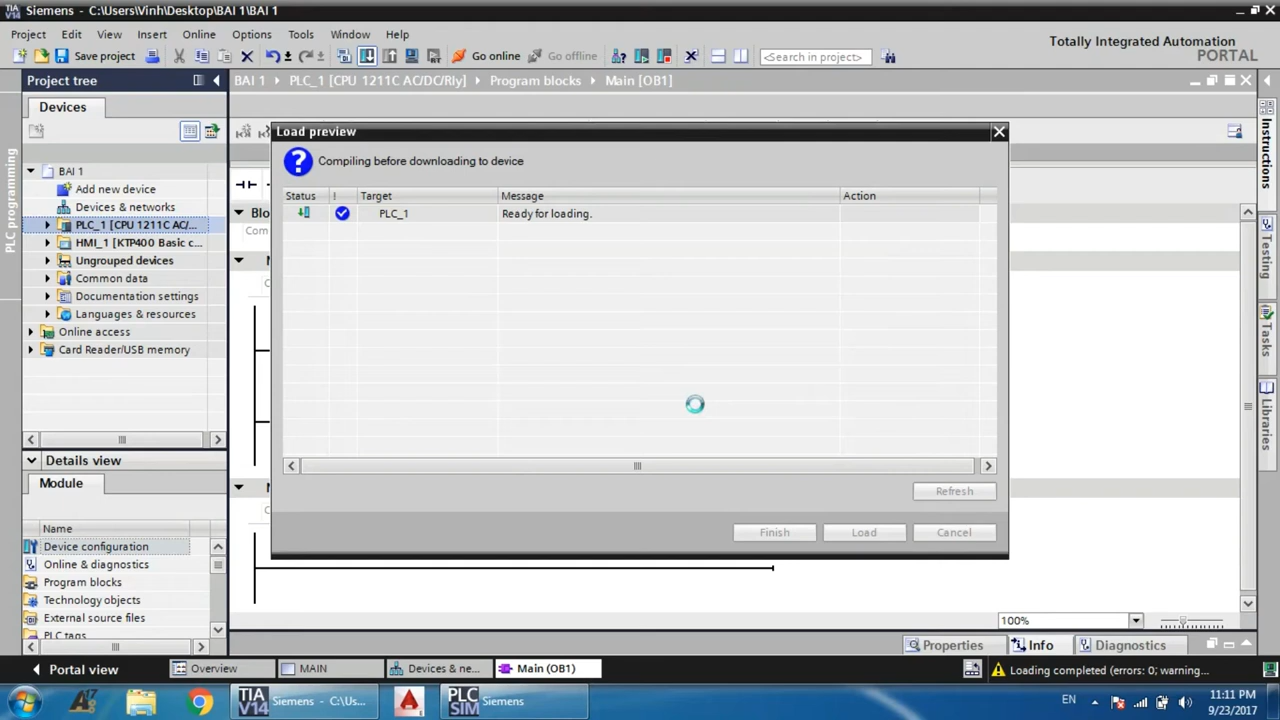 TIA
V14
Siemens - C:\Users\Vinh\Desktop\BAI 1\BAI 1
Project Edit View Insert Online Options Tools Window Help
Totally Integrated Automation
PORTAL
Save project
Go online
Go offline
<Search in project>
Project tree
BAI 1 PLC_1 [CPU 1211C AC/DC/Rly] Program blocks Main [OB1]
Devices
PLC programming
BAI 1
Add new device
Devices & networks
PLC_1 [CPU 1211C AC/...
HMI_1 [KTP400 Basic c...
Ungrouped devices
Common data
Documentation settings
Languages & resources
Online access
Card Reader/USB memory
Details view
Module
Name
Device configuration
Online & diagnostics
Program blocks
Technology objects
External source files
PLC tags
Blo
Com
Load preview
Compiling before downloading to device
Status ! Target Message Action
PLC_1 Ready for loading.
Refresh
Finish Load Cancel
Instructions
Testing
Tasks
Libraries
100%
Properties Info Diagnostics
Portal view Overview MAIN Devices & ne... Main (OB1)
Loading completed (errors: 0; warning...
TIA
V14
Siemens - C:\Us...
PLC
SIM
Siemens
EN
11:11 PM
9/23/2017